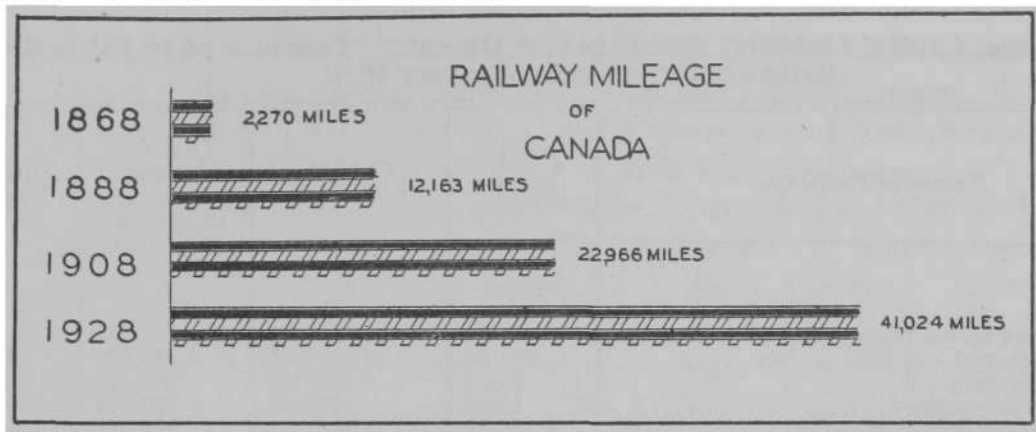 RAILWAY MILEAGE
OF
CANADA
1868 2,270 MILES
1888 12,163 MILES
1908 22,966 MILES
1928 41,024 MILES